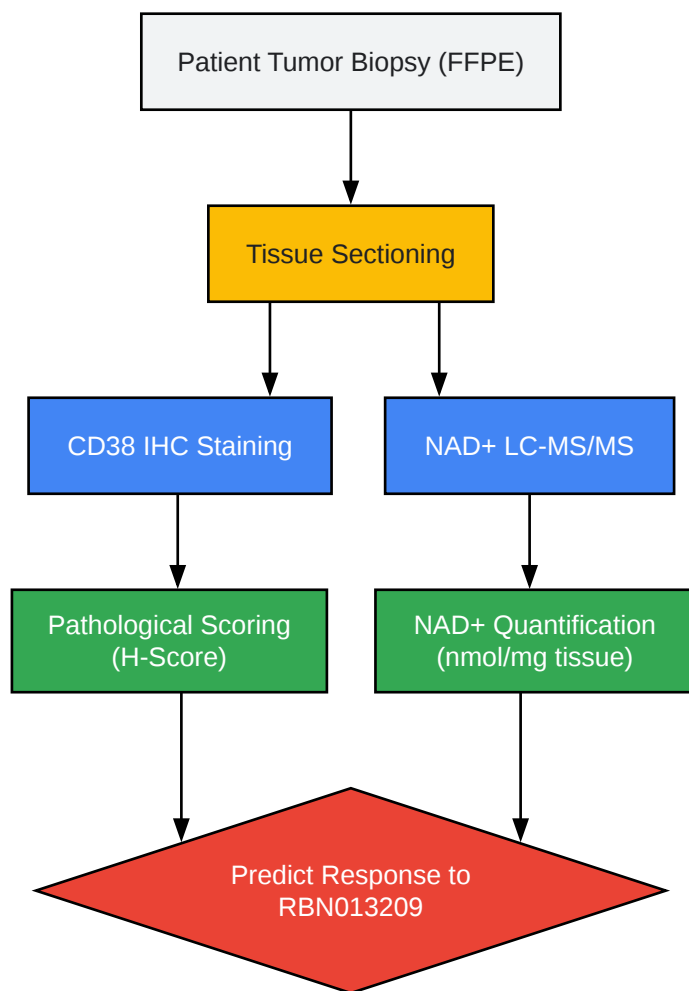 Patient Tumor Biopsy (FFPE)
Tissue Sectioning
CD38 IHC Staining
NAD+ LC-MS/MS
Pathological Scoring
(H-Score)
NAD+ Quantification
(nmol/mg tissue)
Predict Response to
RBN013209